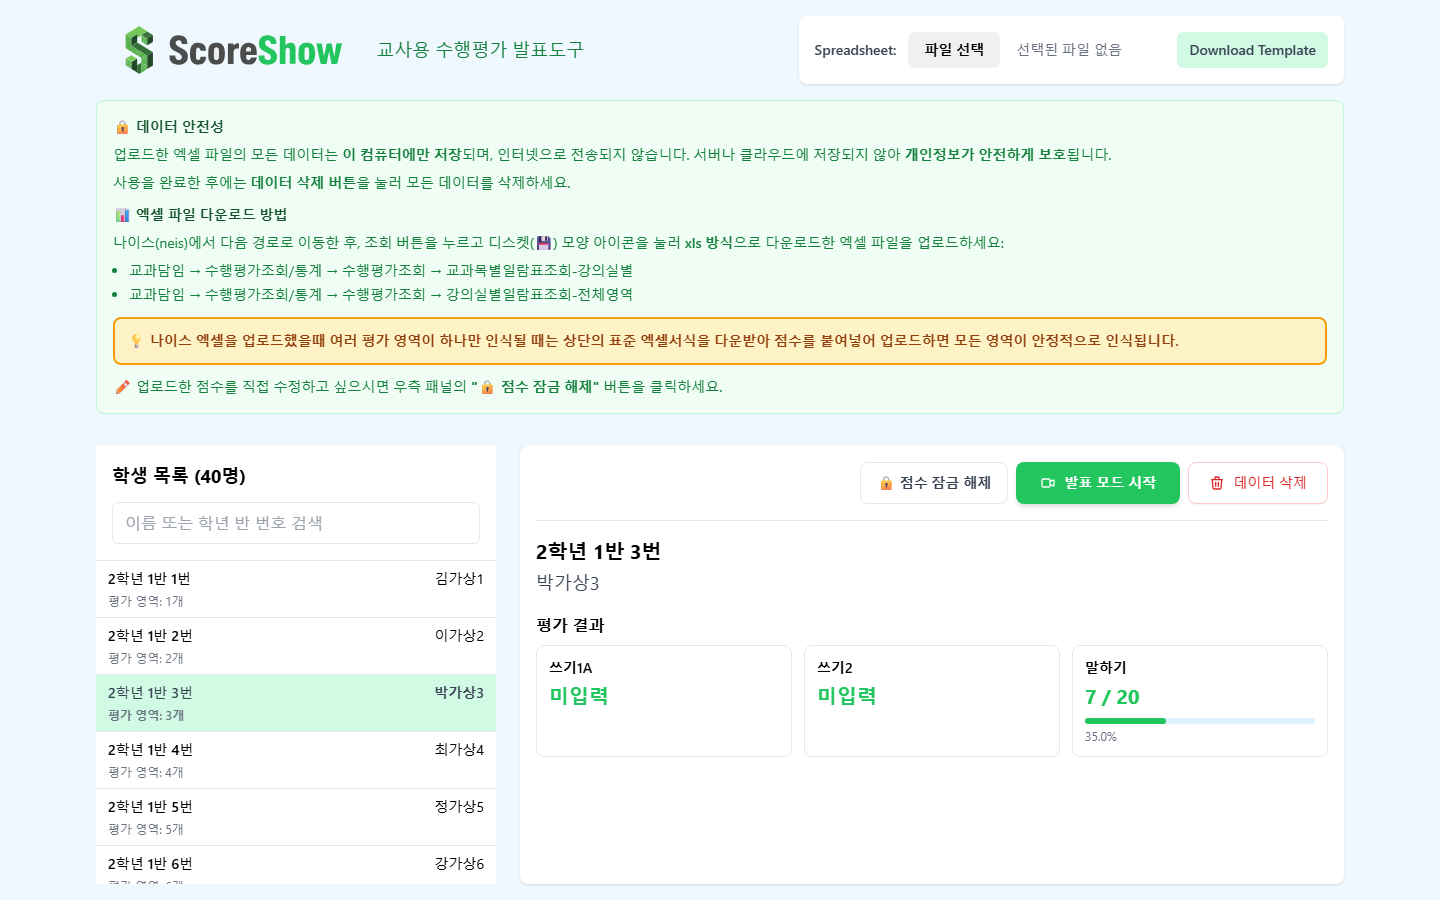 ScoreShow
교사용 수행평가 발표도구
Spreadsheet: 파일 선택 선택된 파일 없음
Download Template
🔒 데이터 안전성
업로드한 엑셀 파일의 모든 데이터는 이 컴퓨터에만 저장되며, 인터넷으로 전송되지 않습니다. 서버나 클라우드에 저장되지 않아 개인정보가 안전하게 보호됩니다.
사용을 완료한 후에는 데이터 삭제 버튼을 눌러 모든 데이터를 삭제하세요.
📊 엑셀 파일 다운로드 방법
나이스(neis)에서 다음 경로로 이동한 후, 조회 버튼을 누르고 디스켓(💾) 모양 아이콘을 눌러 xls 방식으로 다운로드한 엑셀 파일을 업로드하세요:
• 교과담임 → 수행평가조회/통계 → 수행평가조회 → 교과목별일람표조회-강의실별
• 교과담임 → 수행평가조회/통계 → 수행평가조회 → 강의실별일람표조회-전체영역
💡 나이스 엑셀을 업로드했을때 여러 평가 영역이 하나만 인식될 때는 상단의 표준 엑셀서식을 다운받아 점수를 붙여넣어 업로드하면 모든 영역이 안정적으로 인식됩니다.
✏️ 업로드한 점수를 직접 수정하고 싶으시면 우측 패널의 "🔒 점수 잠금 해제" 버튼을 클릭하세요.
학생 목록 (40명)
이름 또는 학년 반 번호 검색
2학년 1반 1번 김가상1
평가 영역: 1개
2학년 1반 2번 이가상2
평가 영역: 2개
2학년 1반 3번 박가상3
평가 영역: 3개
2학년 1반 4번 최가상4
평가 영역: 4개
2학년 1반 5번 정가상5
평가 영역: 5개
2학년 1반 6번 강가상6
평가 영역: 6개
🔒 점수 잠금 해제
발표 모드 시작
데이터 삭제
2학년 1반 3번
박가상3
평가 결과
쓰기1A
미입력
쓰기2
미입력
말하기
7 / 20
35.0%